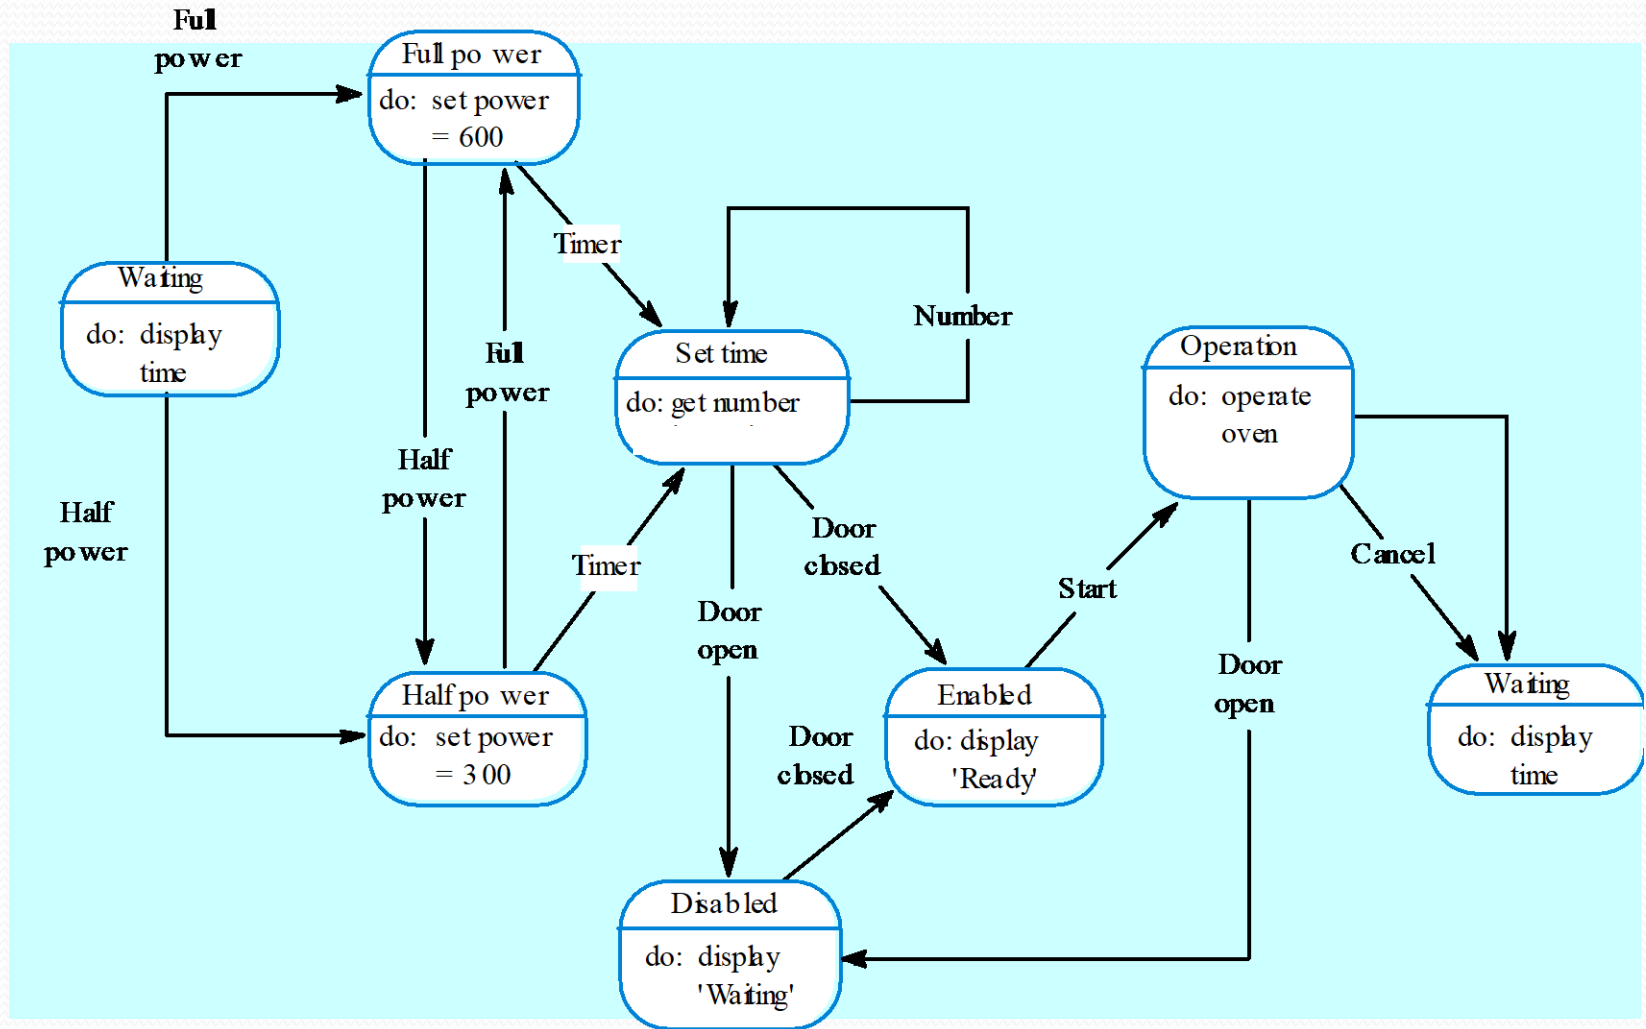 Full
power
Full power
do: set power
= 600
Timer
Waiting
do: display
time
Full
power
Number
Set time
do: get number
Operation
do: operate
oven
Half
power
Half
power
Timer
Door
closed
Door
open
Start
Cancel
Door
open
Half power
do: set power
= 300
Enabled
do: display
'Ready'
Waiting
do: display
time
Door
closed
Disabled
do: display
'Waiting'